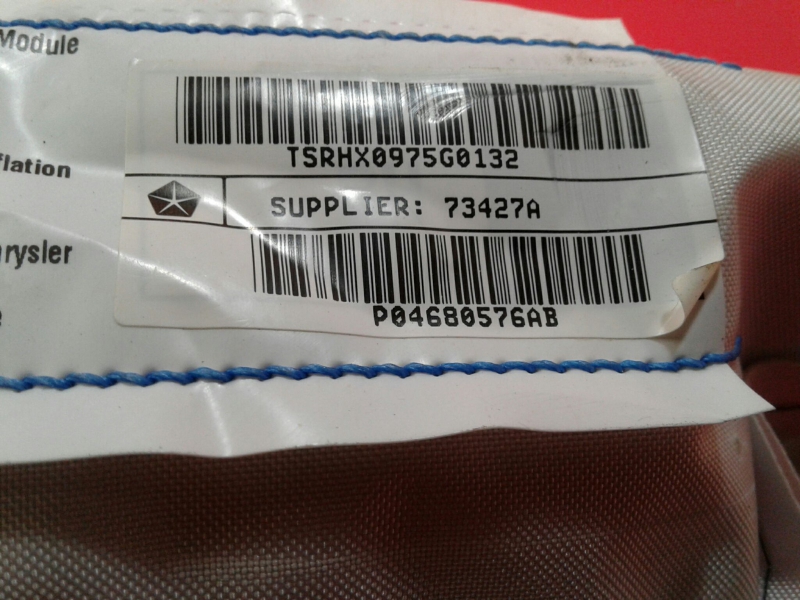 Module
TSRHX0975G0132
flation
SUPPLIER: 73427A
rysler
P04680576AB
e